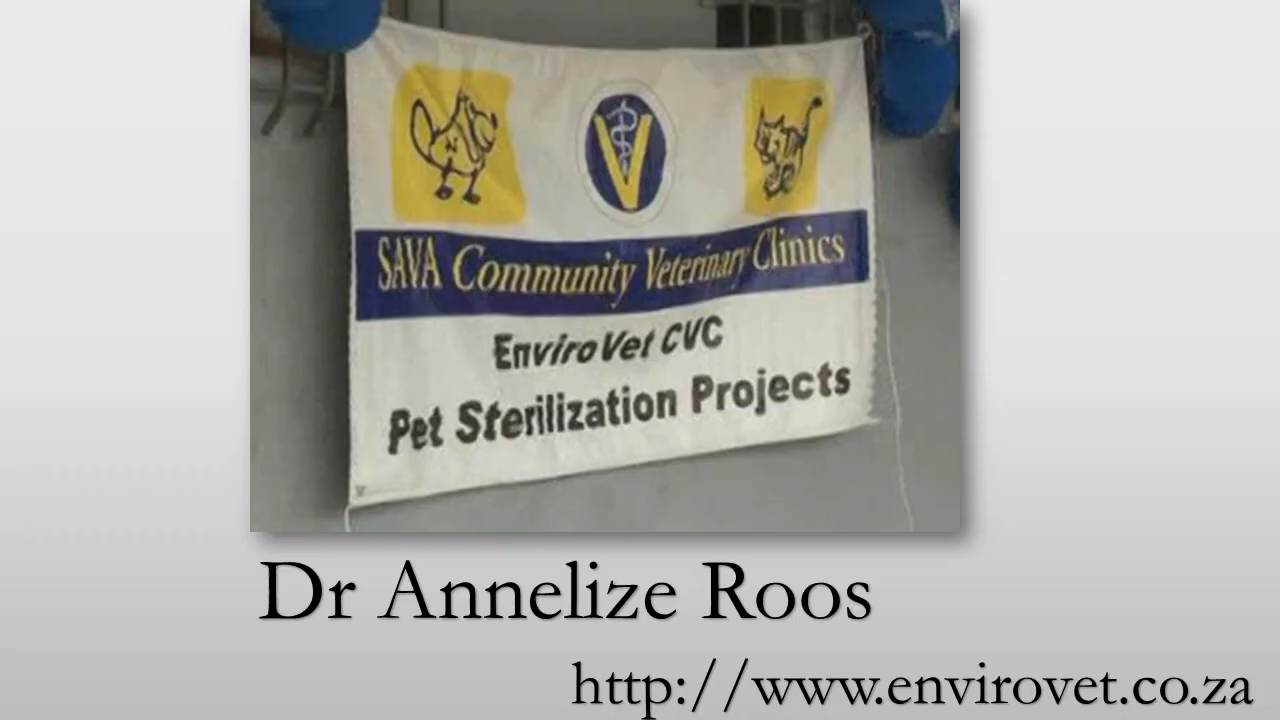 V
SAVA Community Veterinary Clinics
EnviroVet CVC
Pet Sterilization Projects
Dr Annelize Roos
http://www.envirovet.co.za